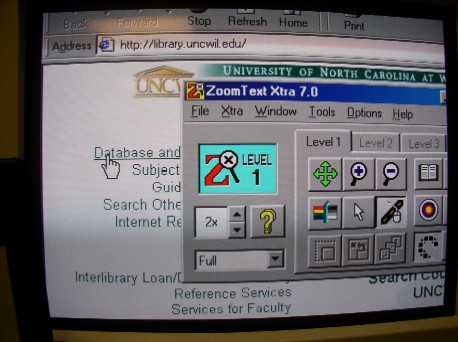 Back Forward Stop Refresh Home Print
Address http://library.uncwil.edu/
UNIVERSITY OF NORTH CAROLINA AT
UNC
ZoomText Xtra 7.0
File Xtra Window Tools Options Help
Level 1 Level 2 Level 3
Z LEVEL
1
2x
Full
Database and
Subject
Guid
Search Othe
Internet Re
Interlibrary Loan/D
Search Cou
Reference Services
UNC
Services for Faculty